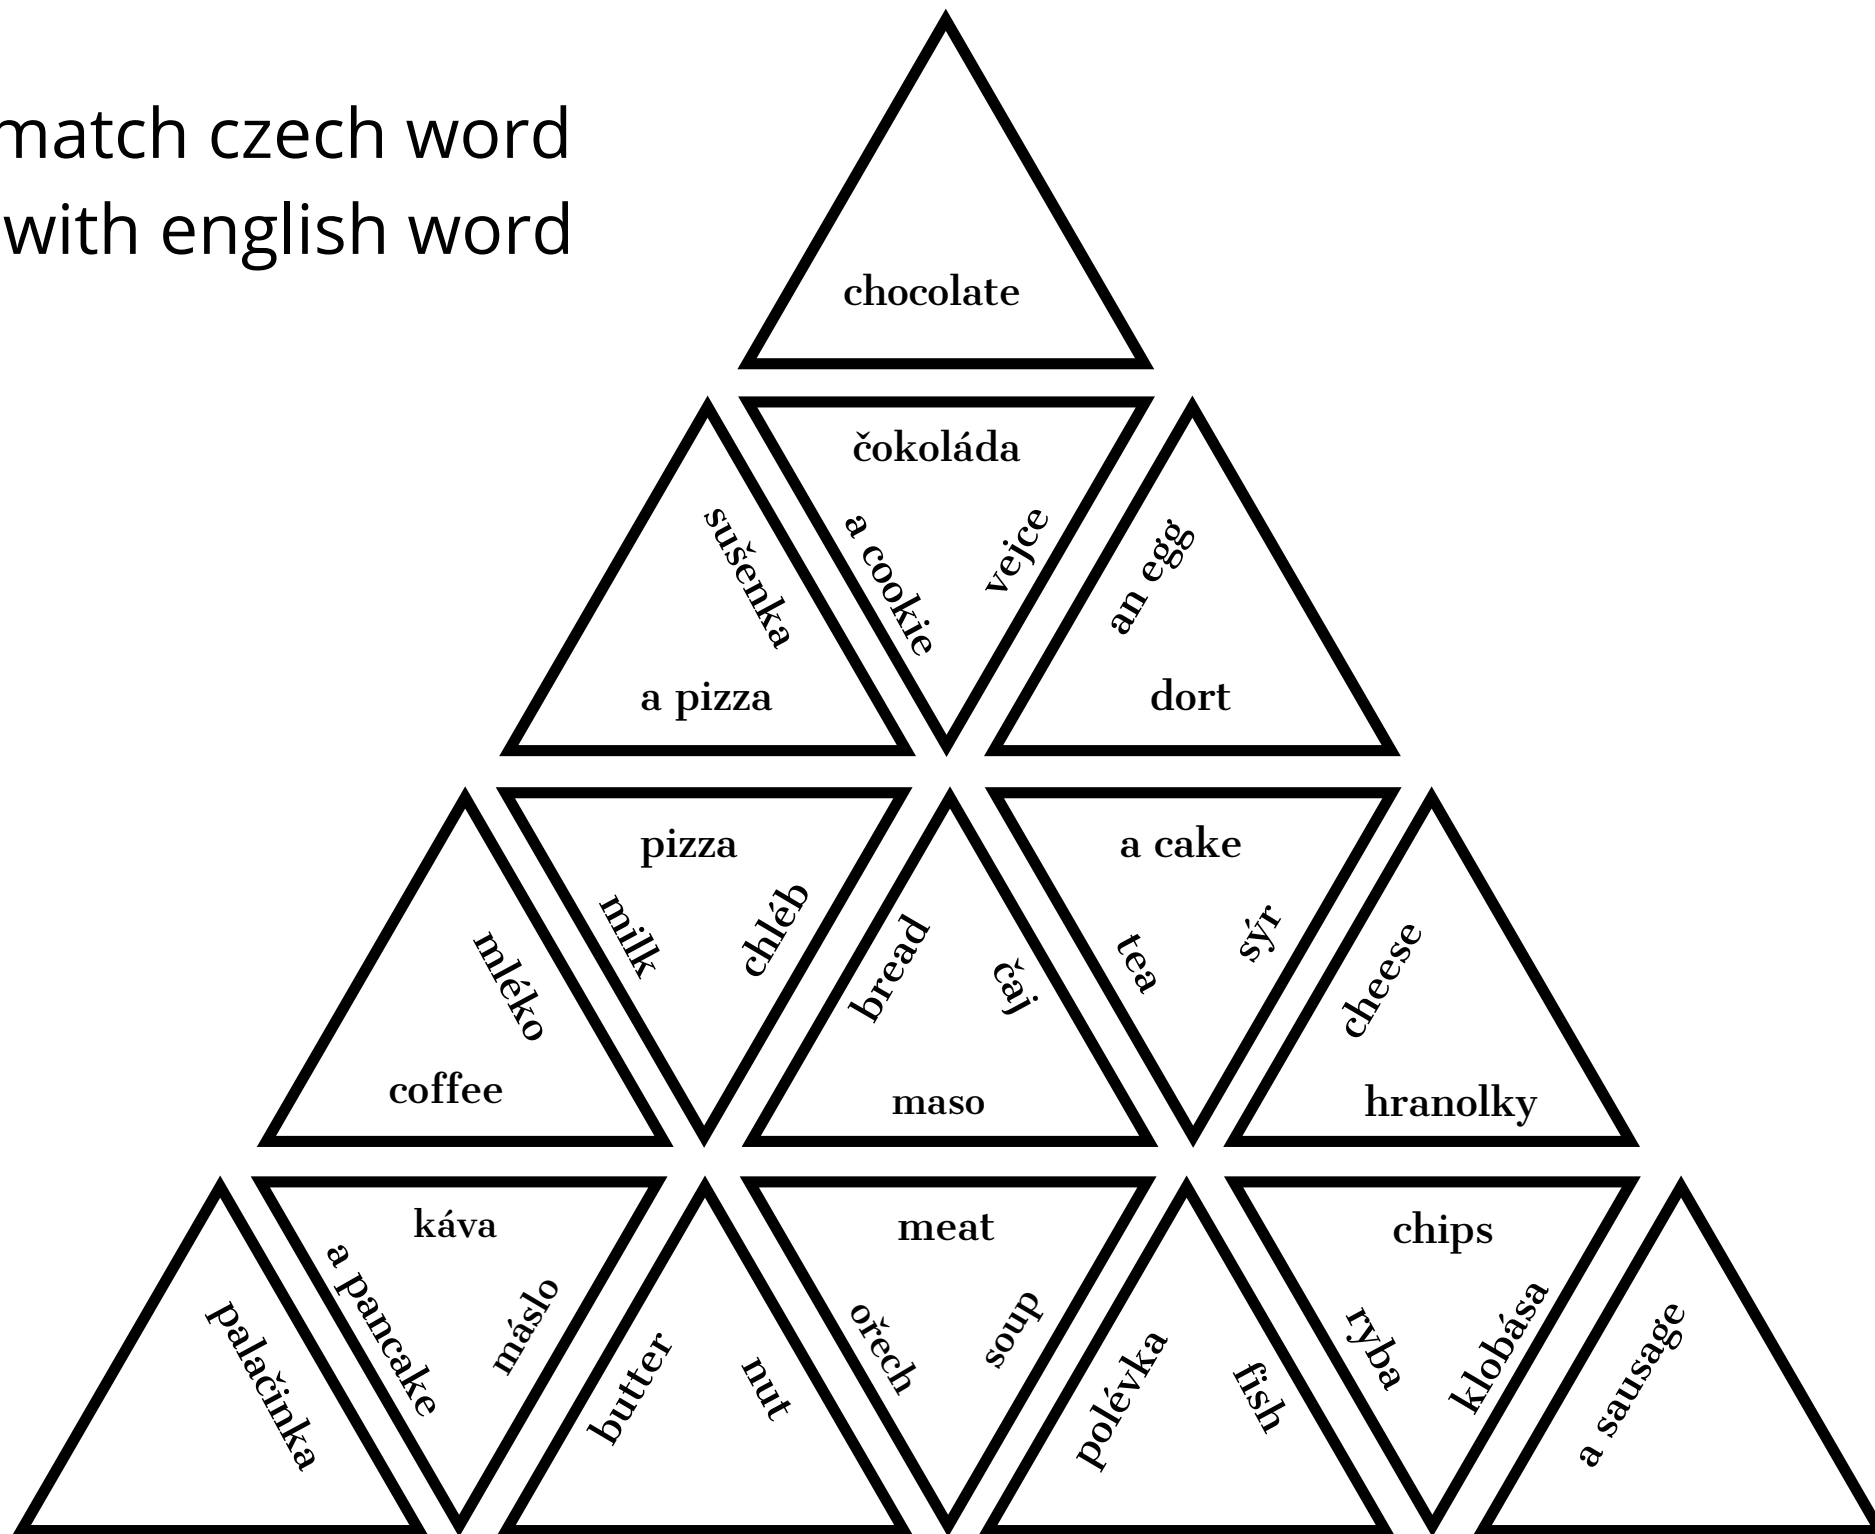 match czech word
with english word
chocolate
čokoláda
sušenka
a cookie
vejce
an egg
a pizza
dort
pizza
a cake
mléko
milk
chléb
bread
čaj
tea
sýr
cheese
coffee
maso
hranolky
káva
meat
chips
palačinka
a pancake
máslo
butter
nut
ořech
soup
polévka
fish
ryba
klobása
a sausage